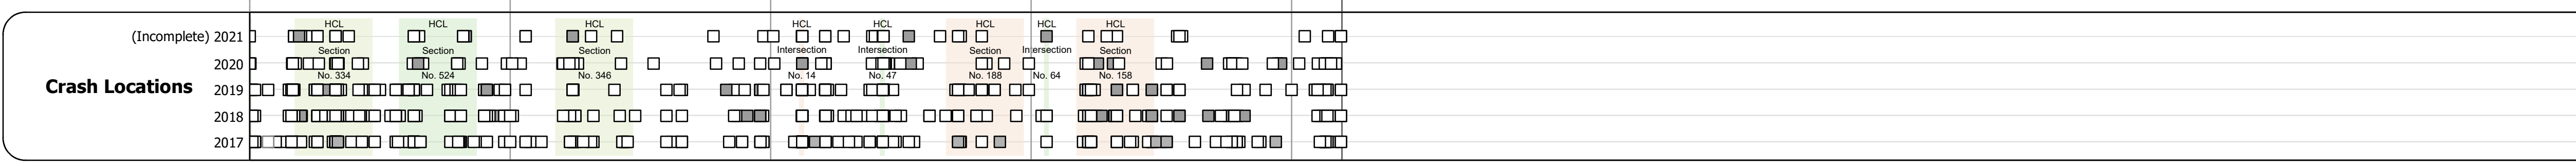 HCL HCL HCL HCL HCL HCL HCL HCL
(Incomplete) 2021
Section Section Section Intersection Intersection Section Intersection Section
2020
No. 334 No. 524 No. 346 No. 14 No. 47 No. 188 No. 64 No. 158
Crash Locations
2019
2018
2017